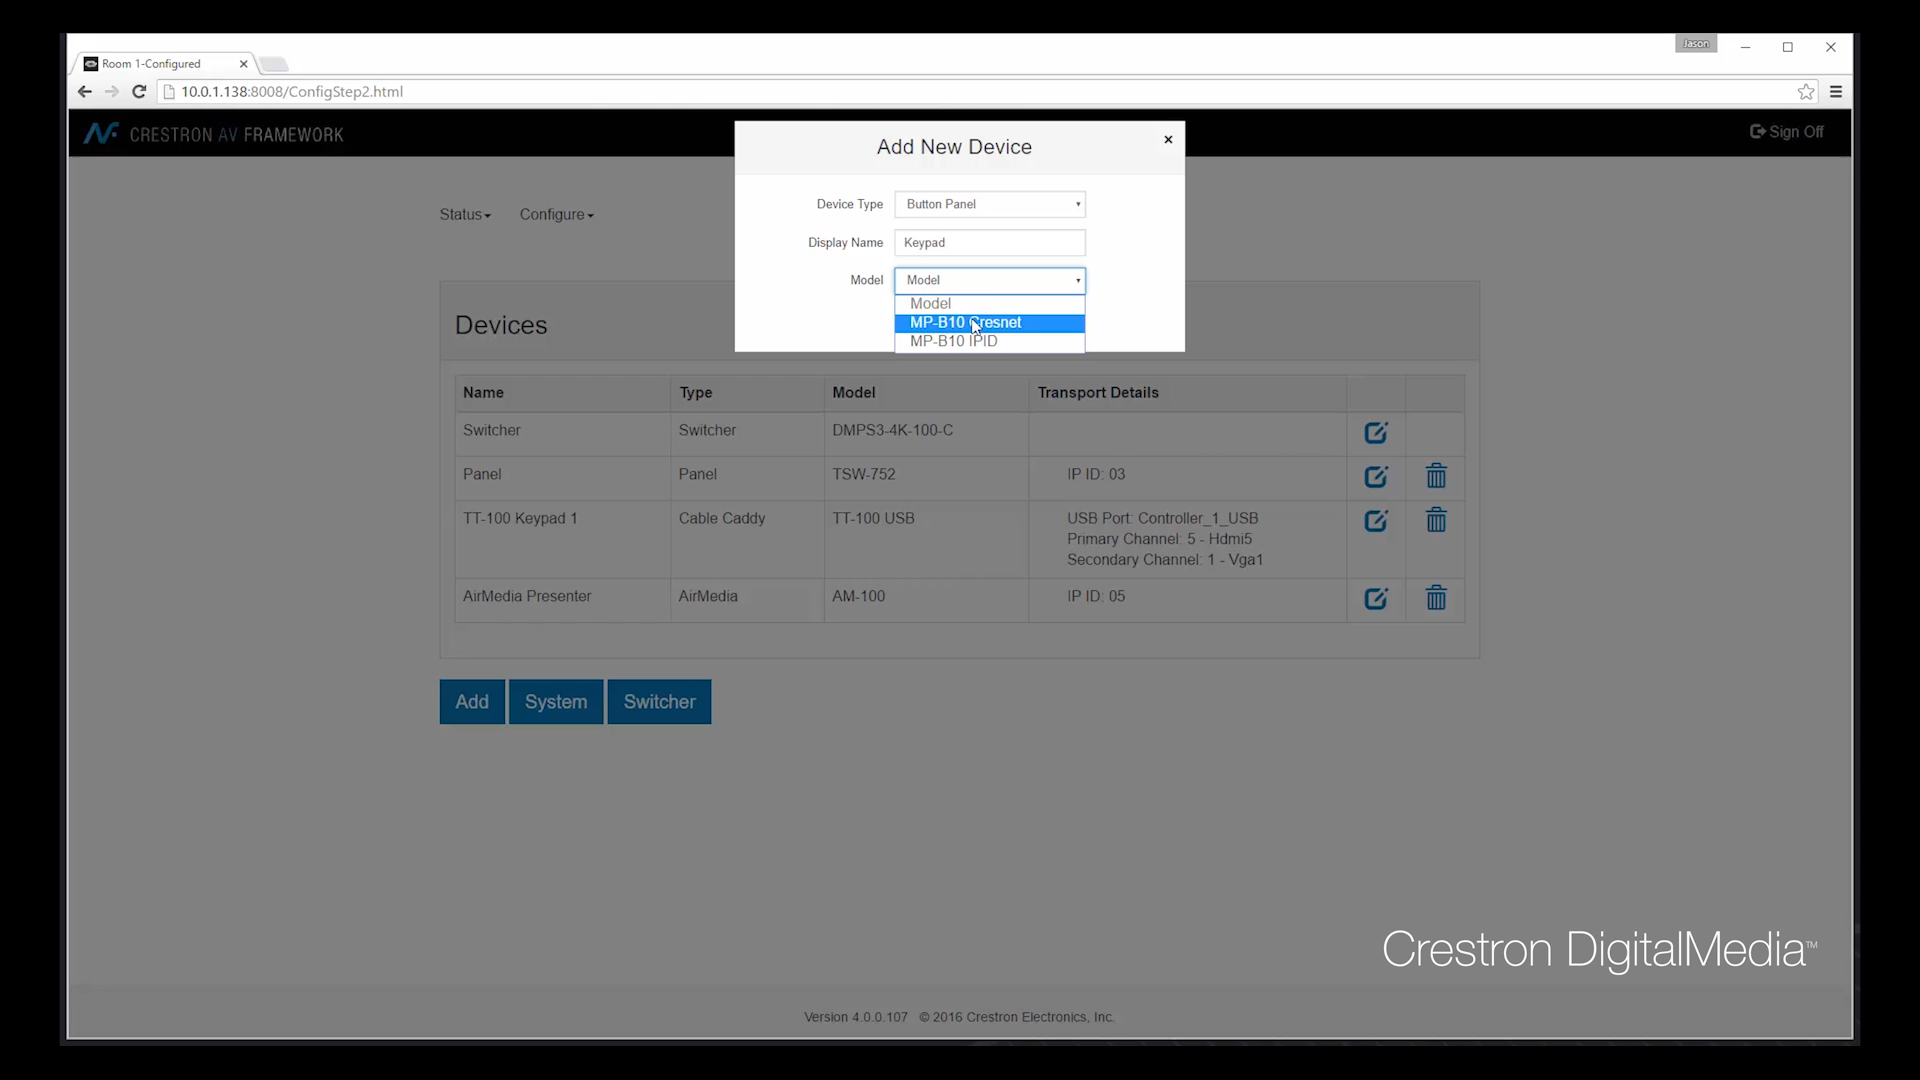 Jason
Room 1-Configured
10.0.1.138:8008/ConfigStep2.html
CRESTRON AV FRAMEWORK
Sign Off
Status
Configure
Add New Device
Device Type Button Panel
Display Name Keypad
Model Model
Model
MP-B10 Cresnet
MP-B10 IPID
Devices
Name Type Model Transport Details
Switcher Switcher DMPS3-4K-100-C
Panel Panel TSW-752 IP ID: 03
TT-100 Keypad 1 Cable Caddy TT-100 USB USB Port: Controller_1_USB
Primary Channel: 5 - Hdmi5
Secondary Channel: 1 - Vga1
AirMedia Presenter AirMedia AM-100 IP ID: 05
Add System Switcher
Crestron DigitalMedia™
Version 4.0.0.107 © 2016 Crestron Electronics, Inc.